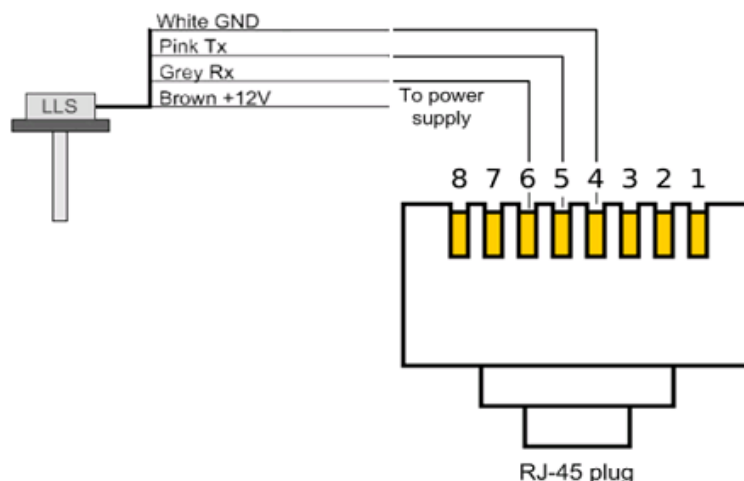 White GND
Pink Tx
Grey Rx
Brown +12V
LLS
To power
supply
8 7 6 5 4 3 2 1
RJ-45 plug